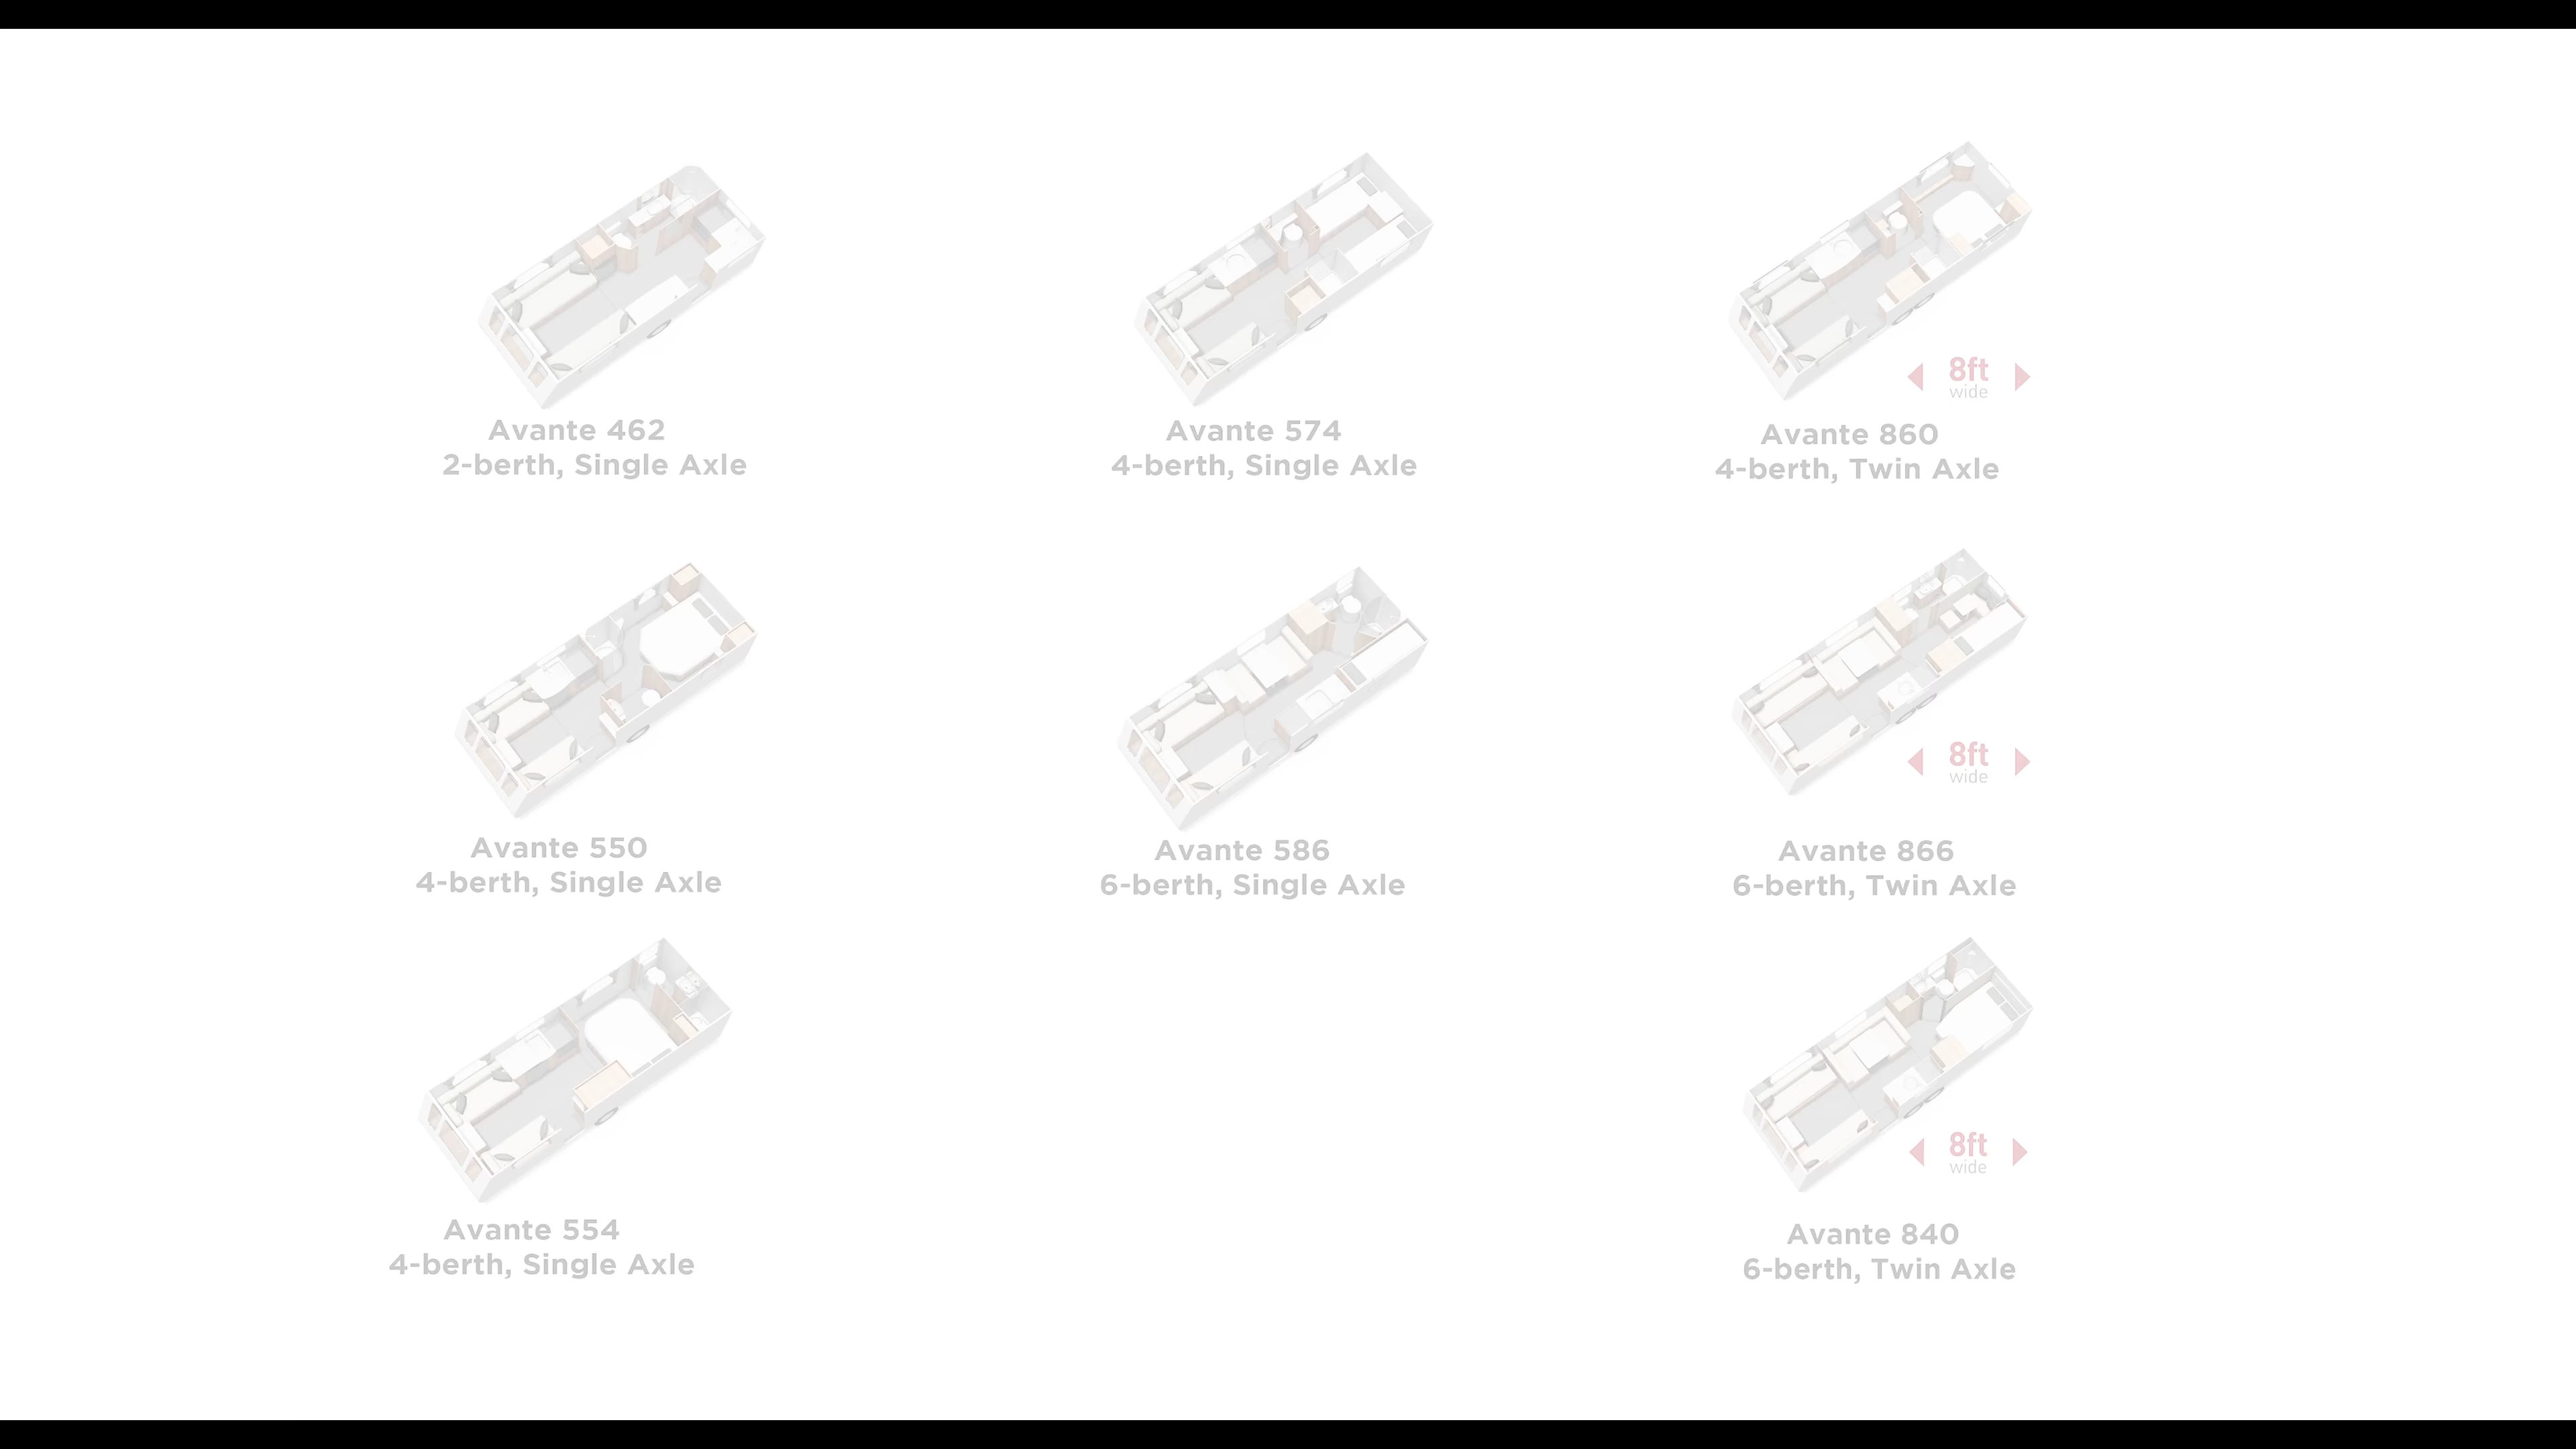 Avante 462
2-berth, Single Axle
Avante 574
4-berth, Single Axle
8ft
wide
Avante 860
4-berth, Twin Axle
Avante 550
4-berth, Single Axle
Avante 586
6-berth, Single Axle
8ft
wide
Avante 866
6-berth, Twin Axle
Avante 554
4-berth, Single Axle
8ft
wide
Avante 840
6-berth, Twin Axle